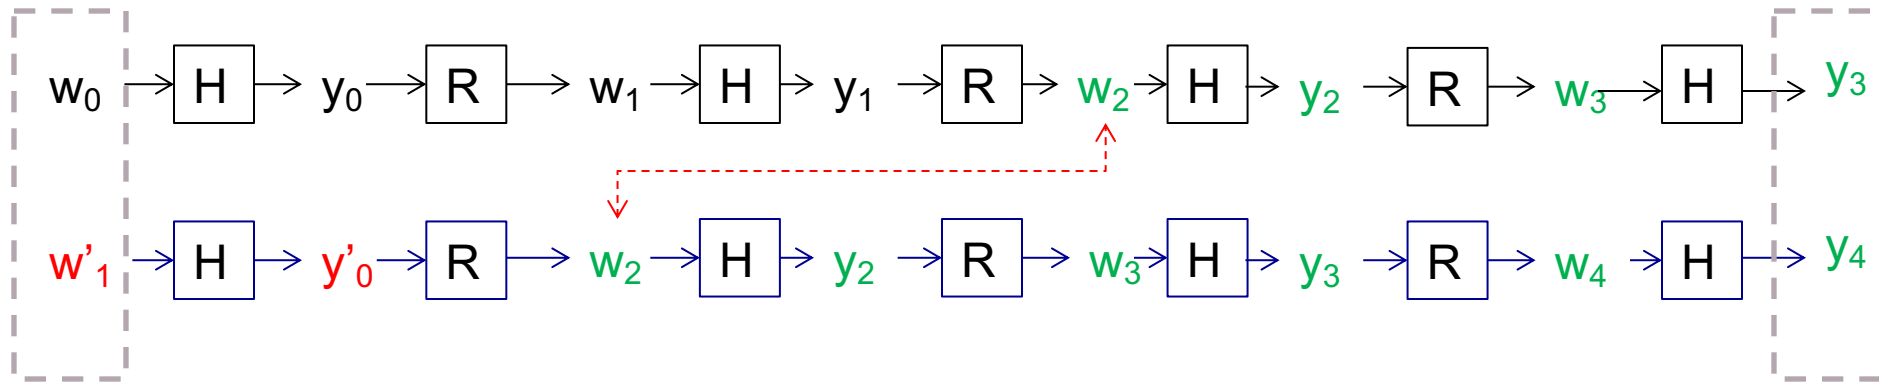 w₀ H y₀ R w₁ H y₁ R w₂ H y₂ R w₃ H y₃
w'₁ H y'₀ R w₂ H y₂ R w₃ H y₃ R w₄ H y₄